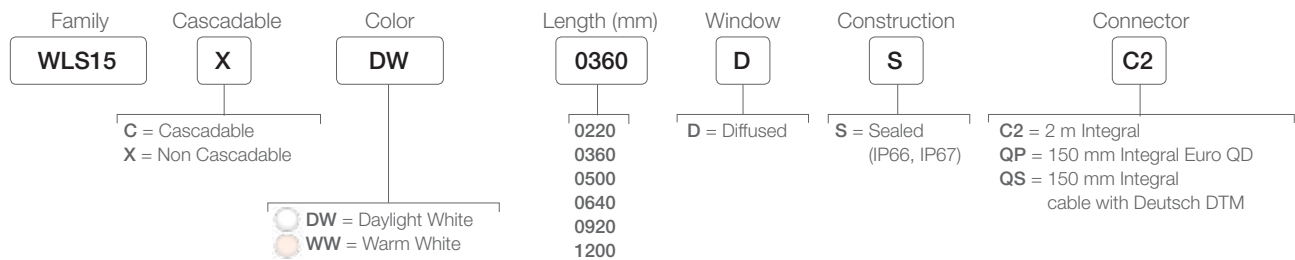 Family Cascadable Color Length (mm) Window Construction Connector
WLS15 X DW 0360 D S C2
C = Cascadable
X = Non Cascadable
DW = Daylight White
WW = Warm White
0220
0360
0500
0640
0920
1200
D = Diffused
S = Sealed
(IP66, IP67)
C2 = 2 m Integral
QP = 150 mm Integral Euro QD
QS = 150 mm Integral
cable with Deutsch DTM